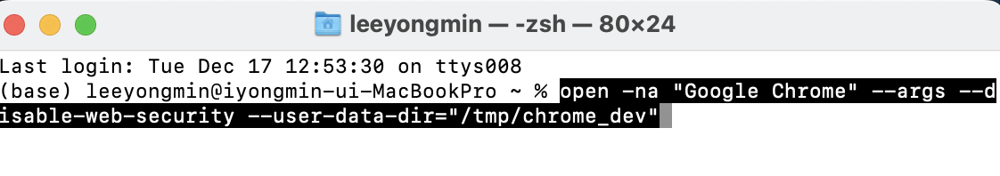 leeyongmin — -zsh — 80×24
Last login: Tue Dec 17 12:53:30 on ttys008
(base) leeyongmin@iyongmin-ui-MacBookPro ~ % open -na "Google Chrome" --args --d
isable-web-security --user-data-dir="/tmp/chrome_dev"